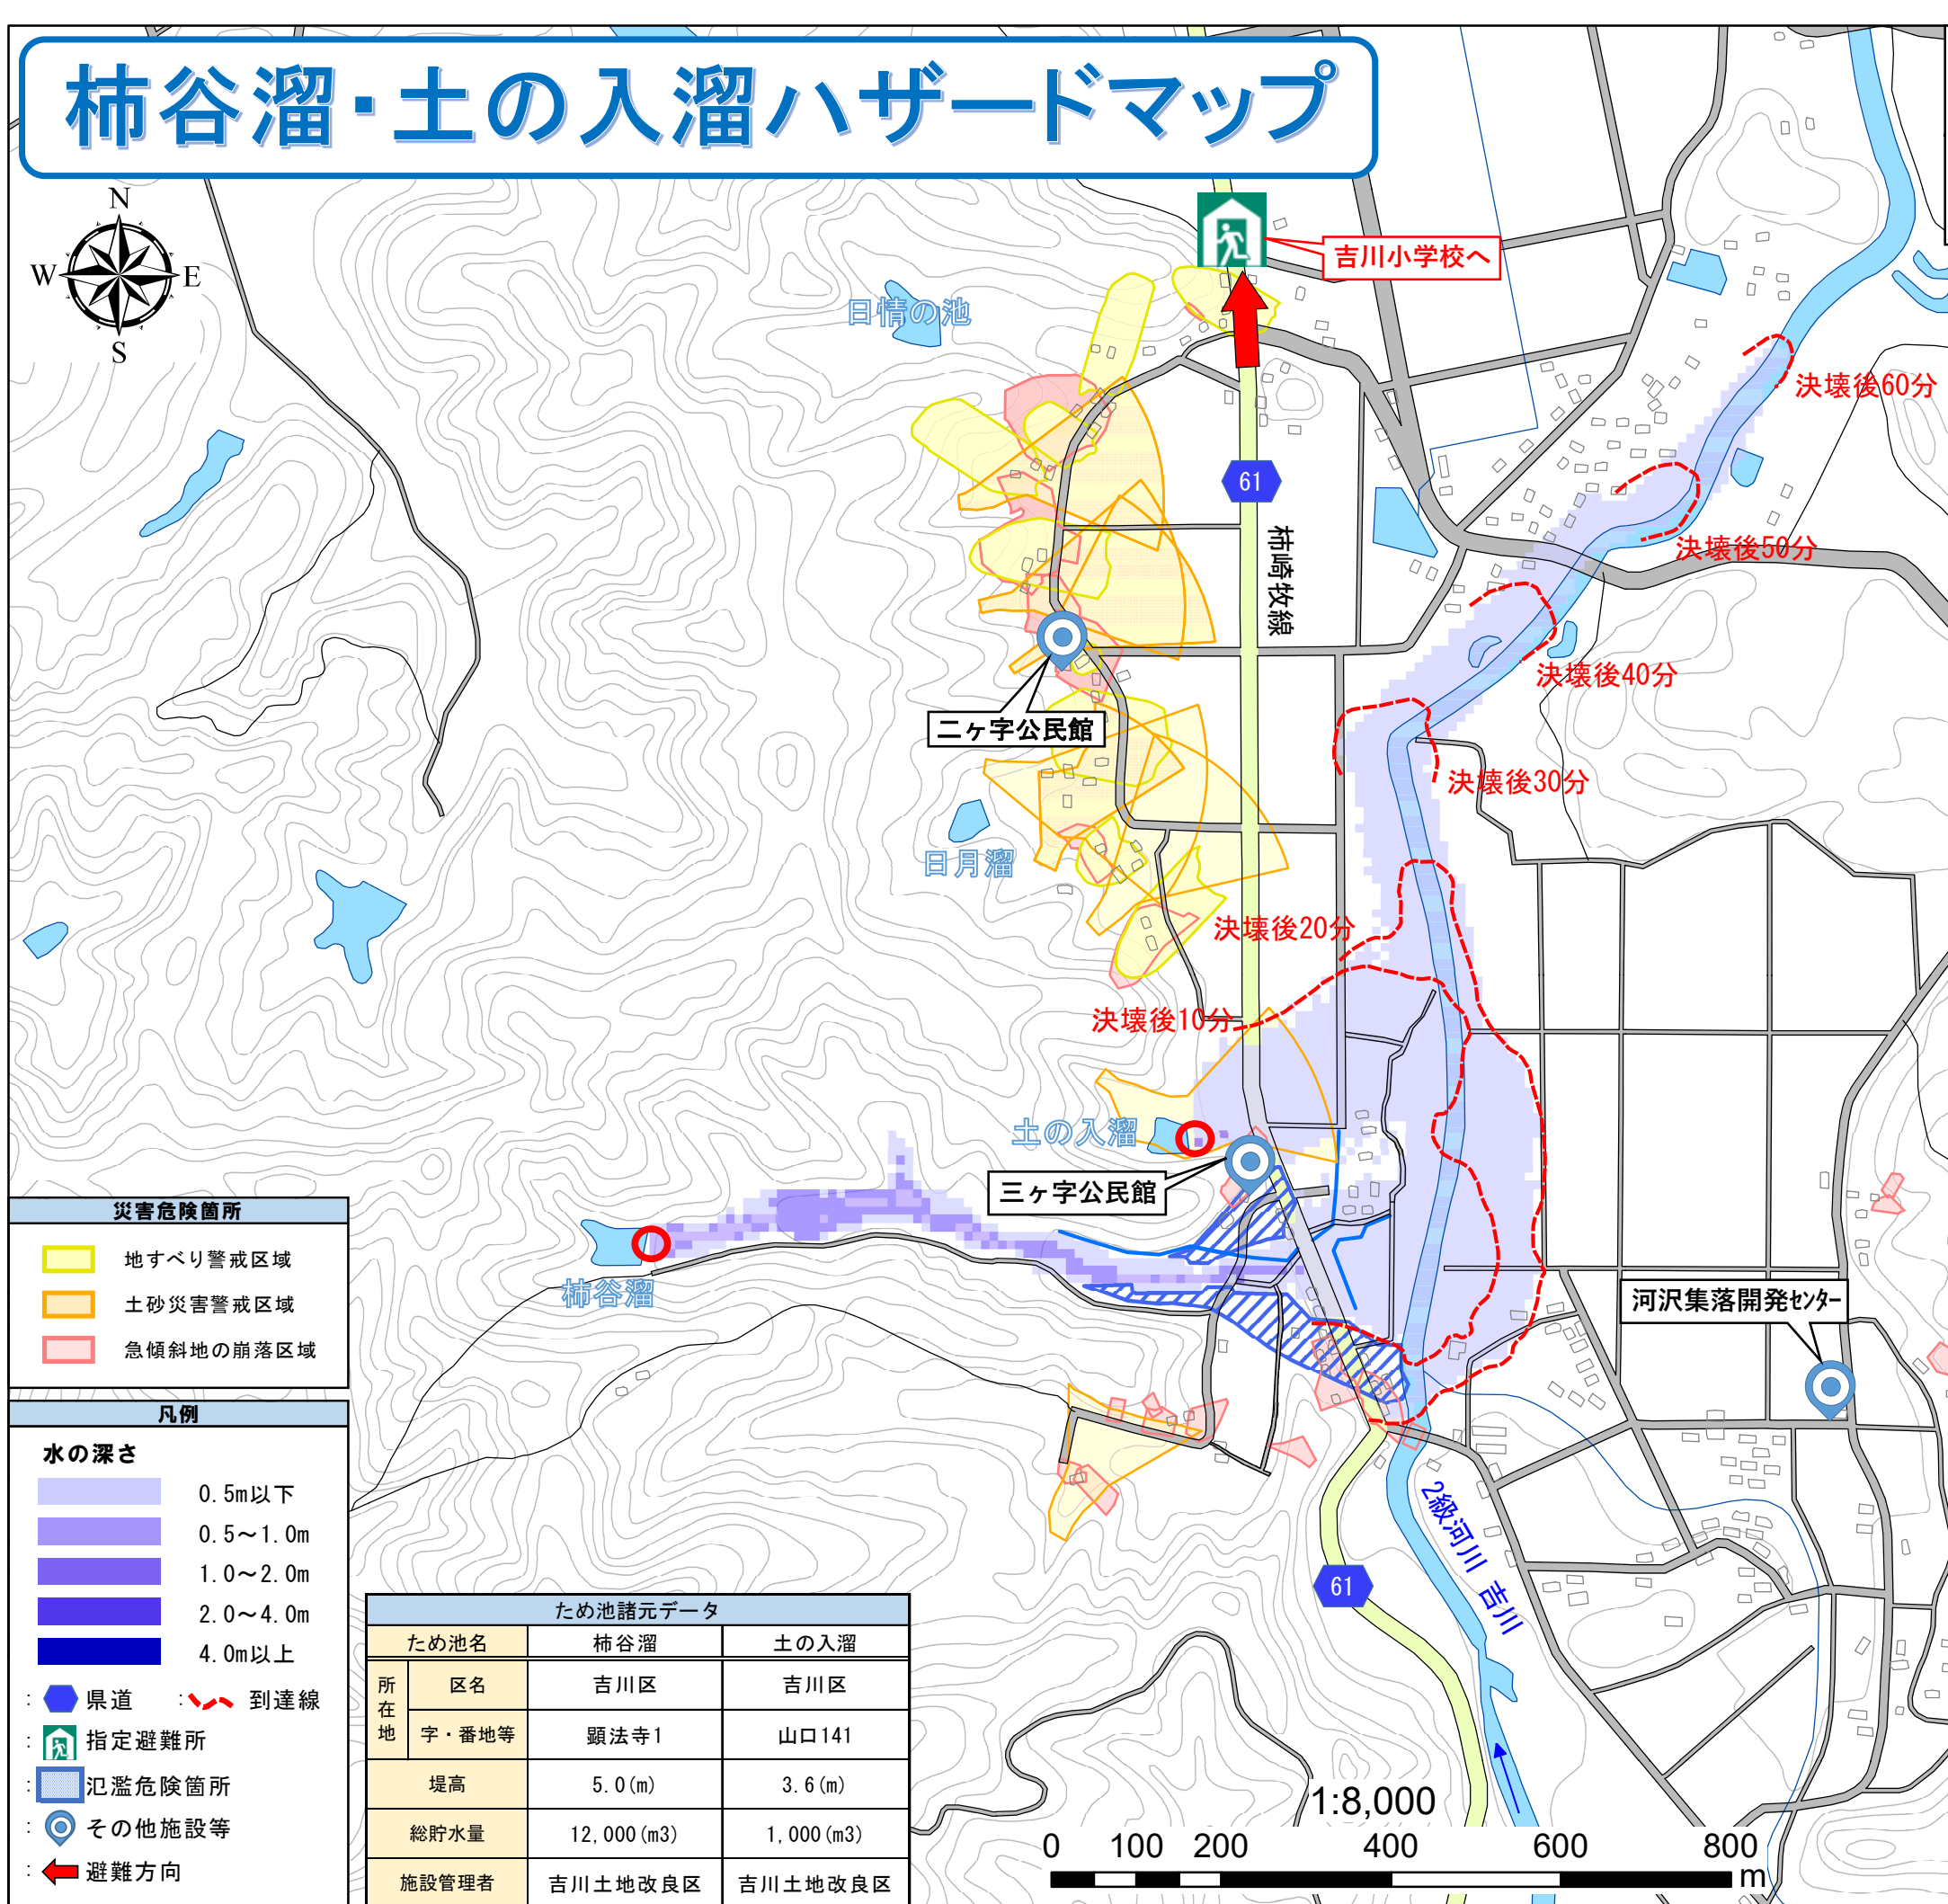 柿谷溜・土の入溜ハザードマップ
N
W
E
S
吉川小学校へ
日情の池
決壊後60分
61
柿崎牧線
決壊後50分
決壊後40分
二ヶ字公民館
決壊後30分
日月溜
決壊後20分
決壊後10分
土の入溜
三ヶ字公民館
柿谷溜
河沢集落開発センター
2級河川 吉川
61
災害危険箇所
地すべり警戒区域
土砂災害警戒区域
急傾斜地の崩落区域
凡例
水の深さ
0.5m以下
0.5～1.0m
1.0～2.0m
2.0～4.0m
4.0m以上
:県道 :到達線
:指定避難所
:氾濫危険箇所
:その他施設等
:避難方向
ため池諸元データ
ため池名 柿谷溜 土の入溜
所在地 区名 吉川区 吉川区
字・番地等 顕法寺1 山口141
堤高 5.0(m) 3.6(m)
総貯水量 12,000(m3) 1,000(m3)
施設管理者 吉川土地改良区 吉川土地改良区
1:8,000
0 100 200 400 600 800
m